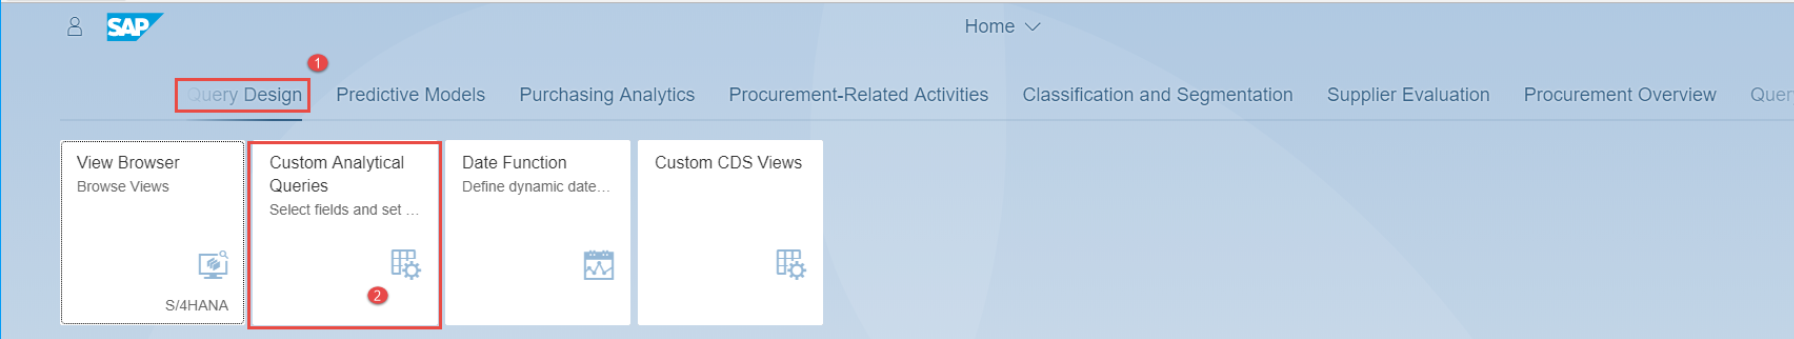 SAP
Home
1
Query Design Predictive Models Purchasing Analytics Procurement-Related Activities Classification and Segmentation Supplier Evaluation Procurement Overview Quer
View Browser
Browse Views
S/4HANA
Custom Analytical
Queries
Select fields and set ...
2
Date Function
Define dynamic date...
Custom CDS Views